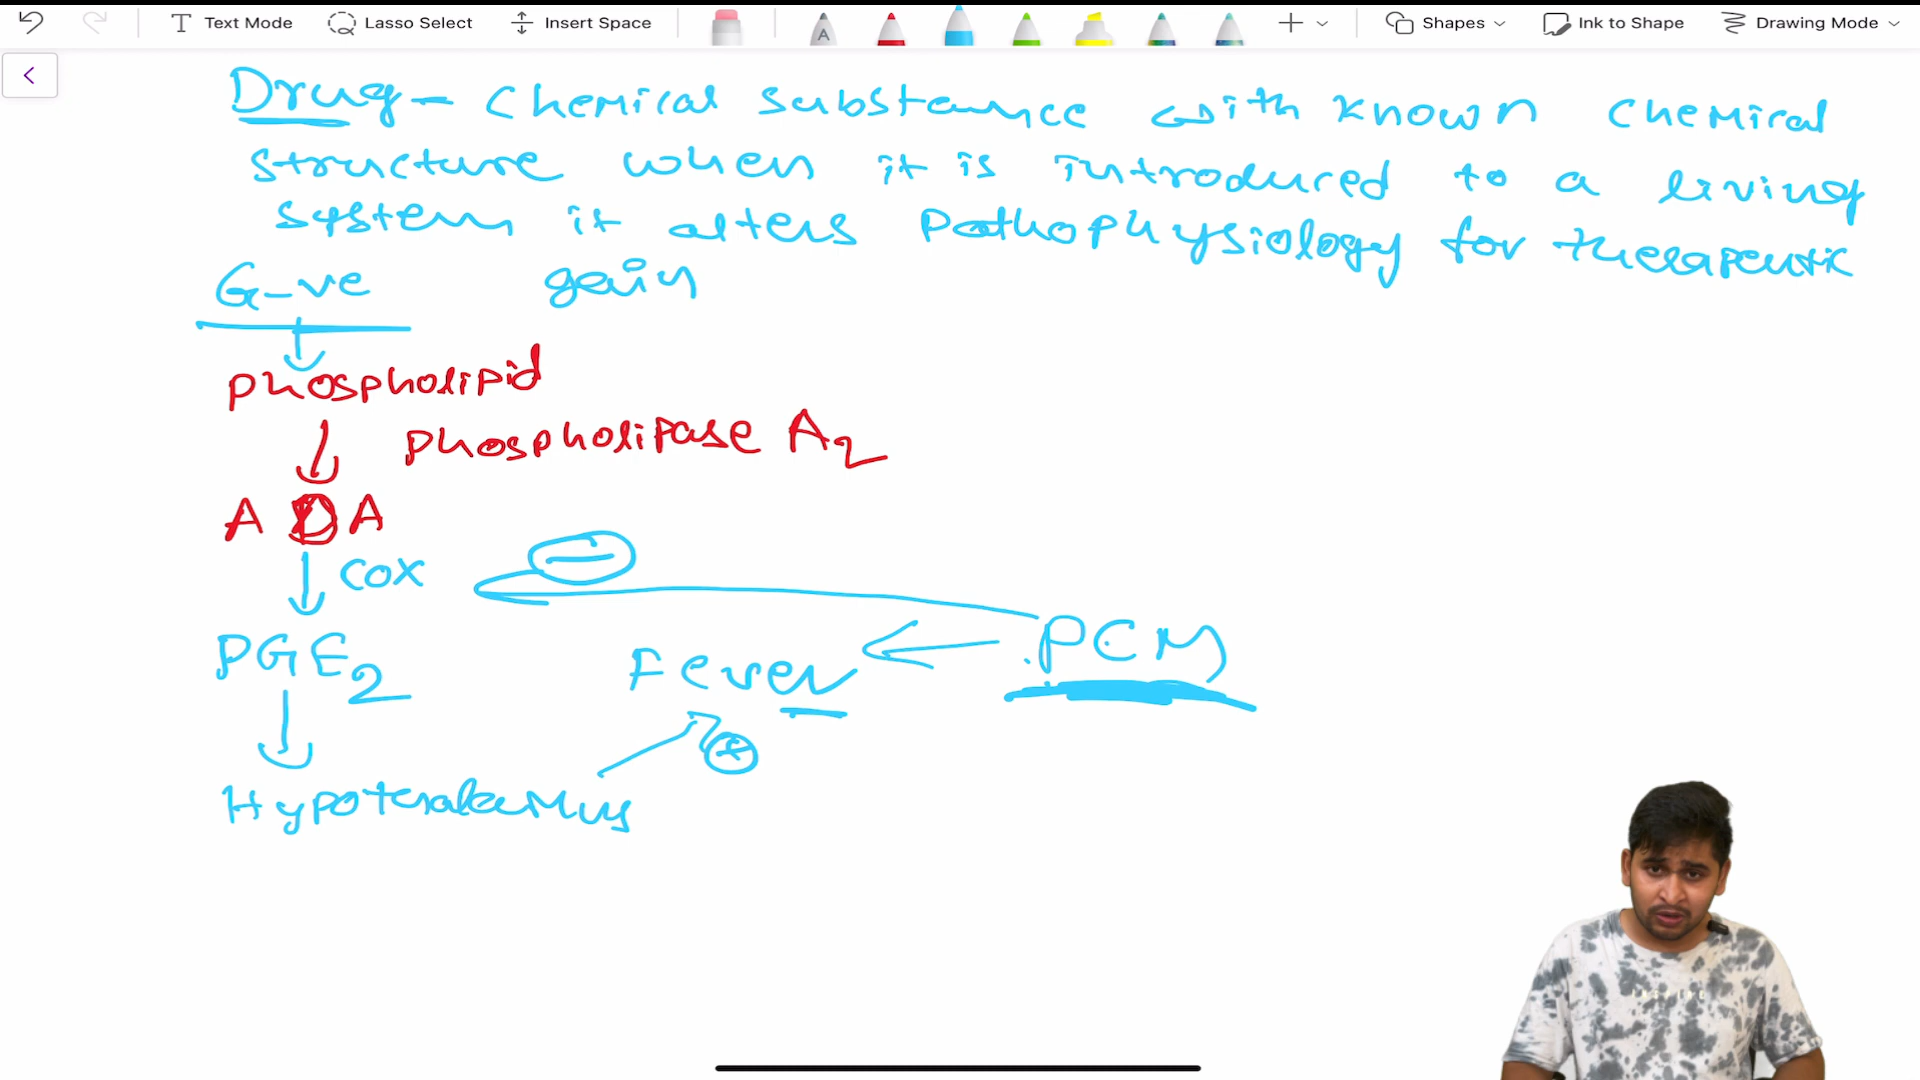 Text Mode Lasso Select Insert Space A Shapes Ink to Shape Drawing Mode
Drug - Chemical substance with known chemical
structure when it is introduced to a living
system it alters Pathophysiology for therapeutic
gain
G-ve
Phospholipid
Phospholipase A2
A D A
COX
PGE2
Fever
PCM
Hypothalamus